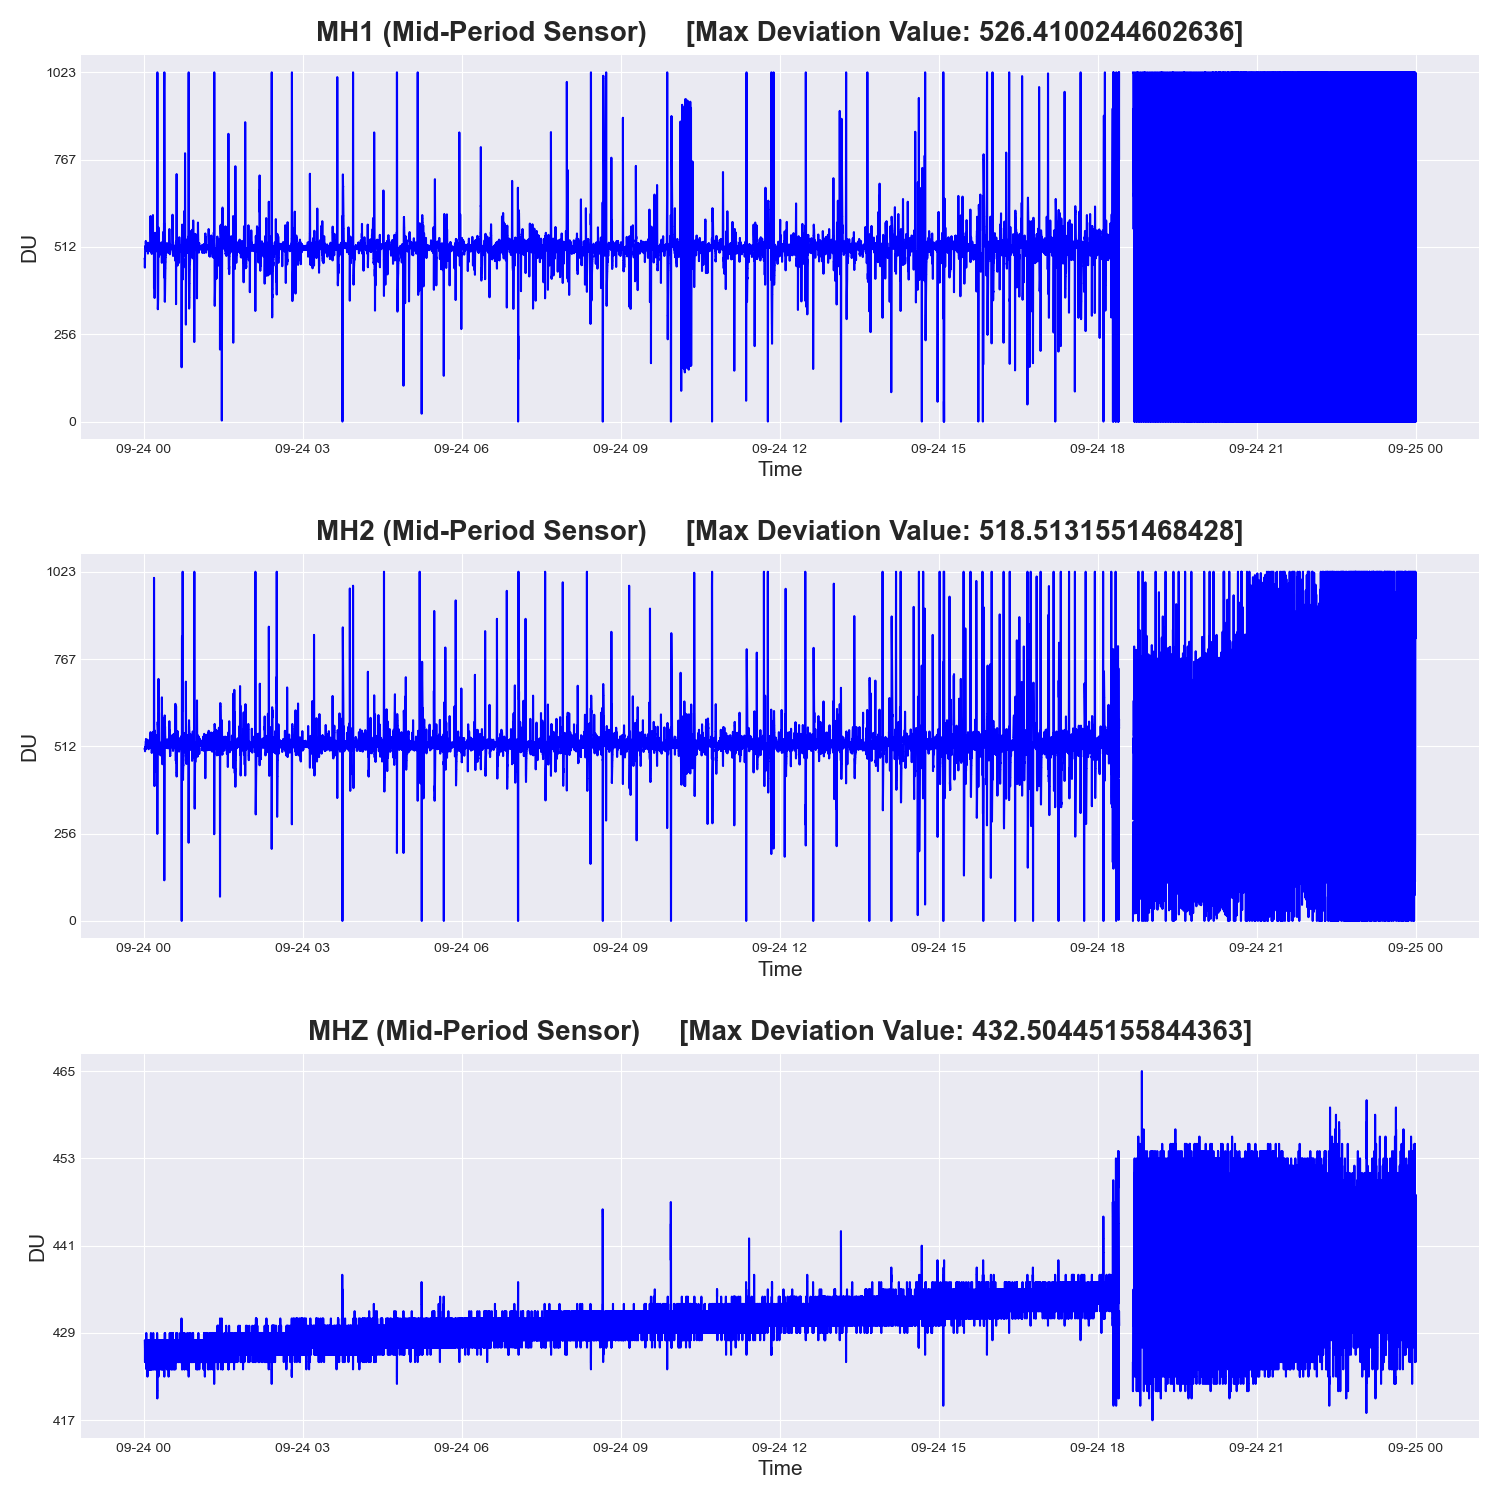 MH1 (Mid-Period Sensor)     [Max Deviation Value: 526.4100244602636]
1023
767
512
256
0
DU
09-24 00 09-24 03 09-24 06 09-24 09 09-24 12 09-24 15 09-24 18 09-24 21 09-25 00
Time
MH2 (Mid-Period Sensor)     [Max Deviation Value: 518.5131551468428]
1023
767
512
256
0
DU
09-24 00 09-24 03 09-24 06 09-24 09 09-24 12 09-24 15 09-24 18 09-24 21 09-25 00
Time
MHZ (Mid-Period Sensor)     [Max Deviation Value: 432.50445155844363]
465
453
441
429
417
DU
09-24 00 09-24 03 09-24 06 09-24 09 09-24 12 09-24 15 09-24 18 09-24 21 09-25 00
Time